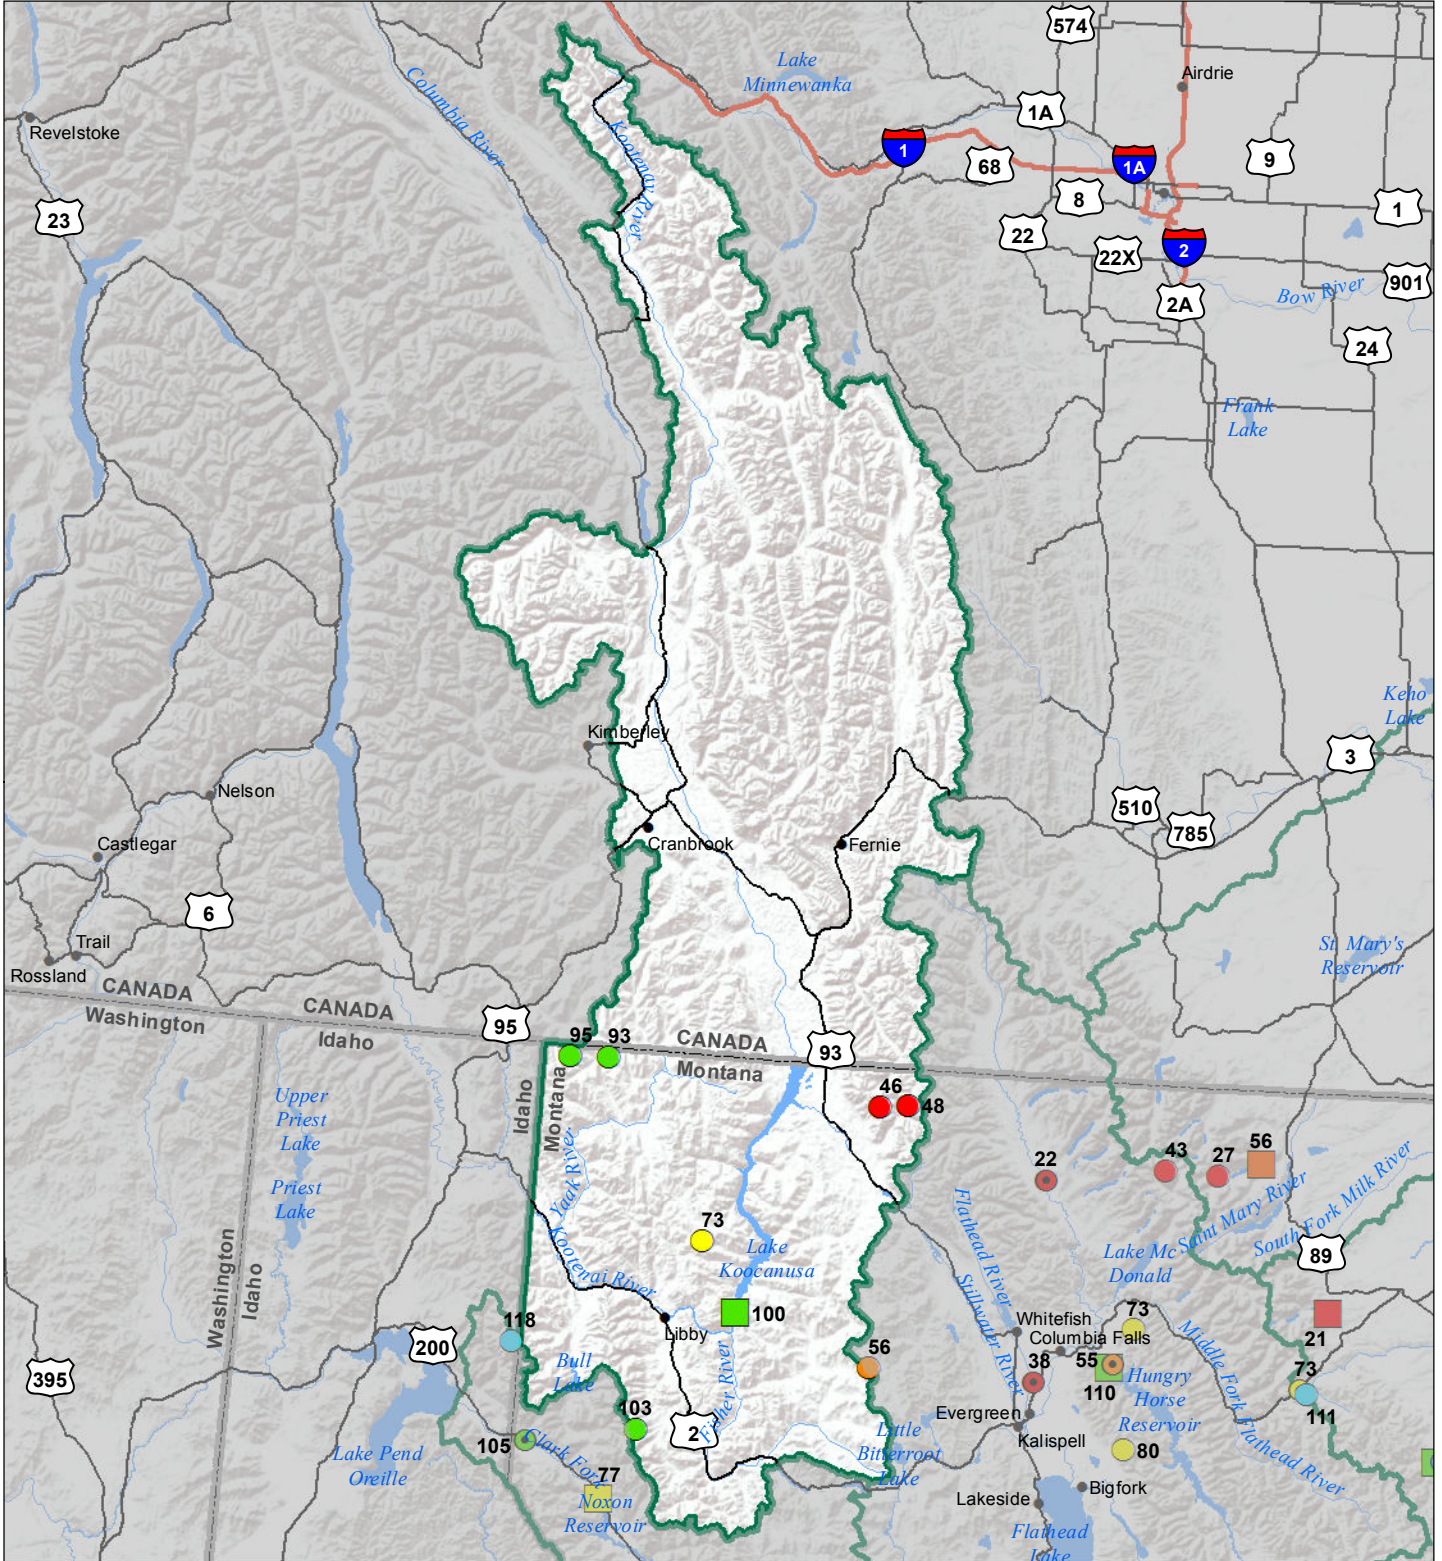 574
Lake
Minnewanka
Airdrie
Columbia River
1A
Revelstoke
Kootenay River
1
68
1A
9
8
1
23
22
22X
2
901
Bow River
2A
24
Frank
Lake
Keho
Lake
Kimberley
3
Nelson
510
785
Castlegar
Cranbrook
Fernie
6
Trail
St. Mary's
Reservoir
Rossland
CANADA
Washington
CANADA
Idaho
95
95
93
CANADA
Montana
93
Idaho
Montana
46
48
Upper
Priest
Lake
Priest
Lake
Yaak River
22
43
27
56
Saint Mary River
South Fork Milk River
89
Flathead River
Stillwater River
Lake Mc
Donald
Washington
Idaho
73
Lake
Koocanusa
Kootenai River
100
Libby
118
200
395
Bull
Lake
Fisher River
56
Whitefish
Columbia Falls
73
38
55
110
Hungry
Horse
Reservoir
Middle Fork Flathead River
21
73
111
103
2
105
Clark Fork
77
Noxon
Reservoir
Lake Pend
Oreille
Evergreen
Kalispell
Little
Bitterroot
Lake
80
Bigfork
Lakeside
Flathead
Lake